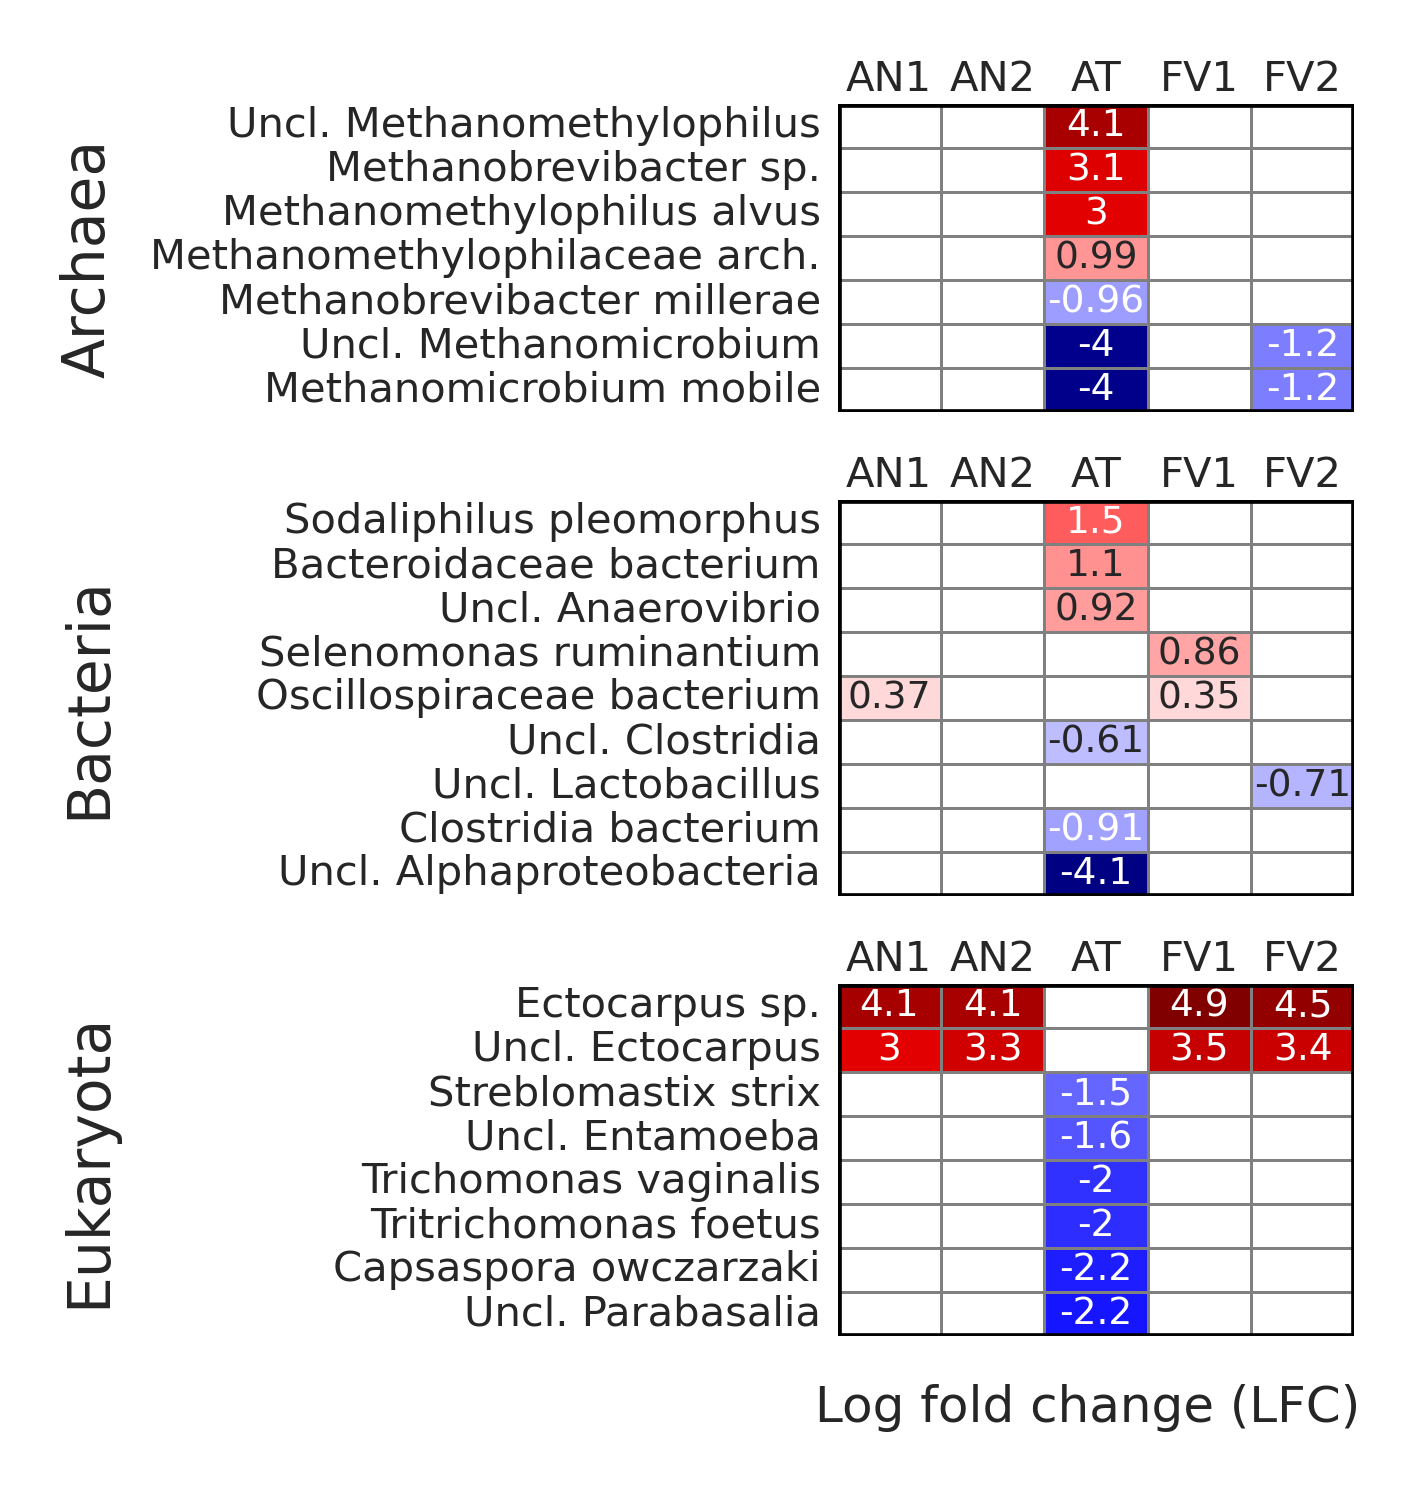 Archaea
AN1 AN2 AT FV1 FV2
Uncl. Methanomethylophilus 4.1
Methanobrevibacter sp. 3.1
Methanomethylophilus alvus 3
Methanomethylophilaceae arch. 0.99
Methanobrevibacter millerae -0.96
Uncl. Methanomicrobium -4 -1.2
Methanomicrobium mobile -4 -1.2
Bacteria
AN1 AN2 AT FV1 FV2
Sodaliphilus pleomorphus 1.5
Bacteroidaceae bacterium 1.1
Uncl. Anaerovibrio 0.92
Selenomonas ruminantium 0.86
Oscillospiraceae bacterium 0.37 0.35
Uncl. Clostridia -0.61
Uncl. Lactobacillus -0.71
Clostridia bacterium -0.91
Uncl. Alphaproteobacteria -4.1
Eukaryota
AN1 AN2 AT FV1 FV2
Ectocarpus sp. 4.1 4.1 4.9 4.5
Uncl. Ectocarpus 3 3.3 3.5 3.4
Streblomastix strix -1.5
Uncl. Entamoeba -1.6
Trichomonas vaginalis -2
Tritrichomonas foetus -2
Capsaspora owczarzaki -2.2
Uncl. Parabasalia -2.2
Log fold change (LFC)